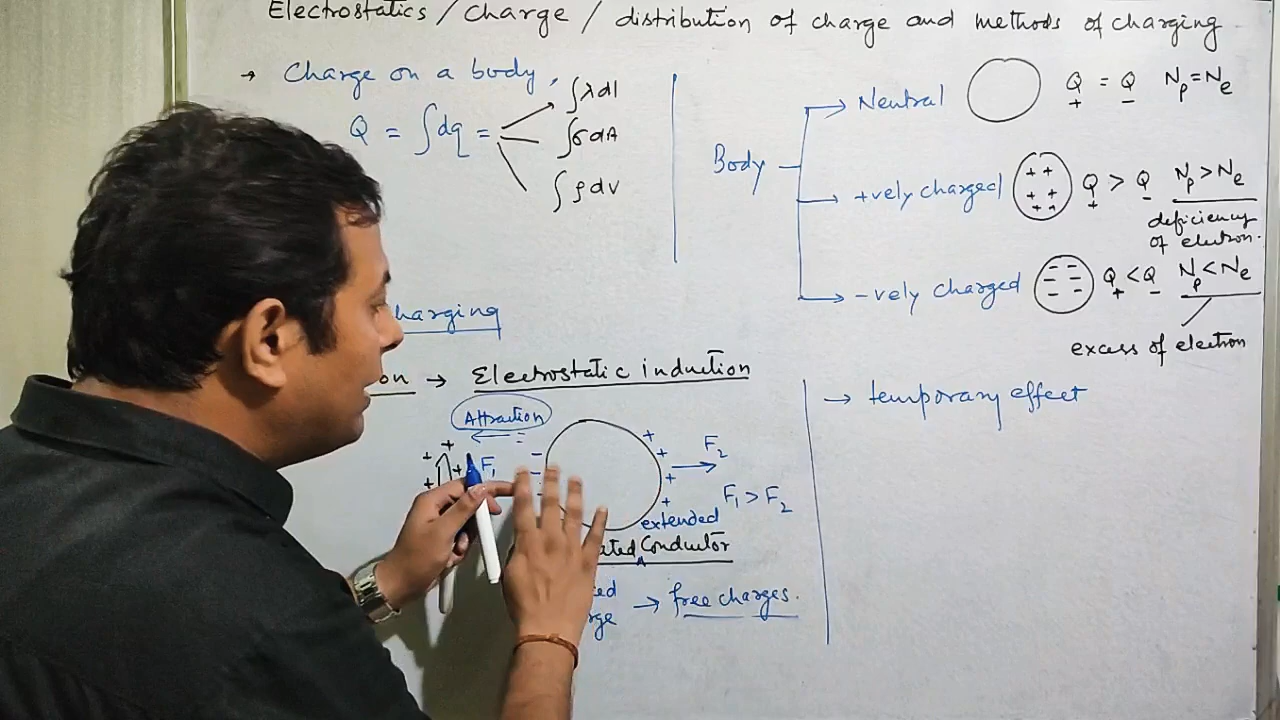 Electrostatics / charge / distribution of charge and methods of charging
→ Charge on a body,
Q = ∫dq =
∫λdl
∫σdA
∫ρdv
Body
Neutral Q+ = Q- Np=Ne
+vely charged ++ ++ ++ Q+ > Q- Np>Ne
deficiency
of electron.
-vely charged -- -- -- Q+ < Q- Np<Ne
excess of electron
→ Electrostatic induction
Attraction
F1
F2
F1 > F2
extended
Conductor
→ free charges.
→ temporary effect